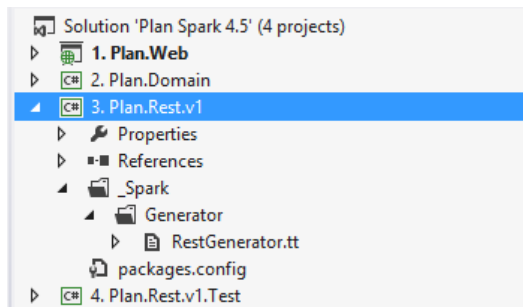 Solution 'Plan Spark 4.5' (4 projects)
1. Plan.Web
C# 2. Plan.Domain
C# 3. Plan.Rest.v1
Properties
References
_Spark
Generator
RestGenerator.tt
packages.config
C# 4. Plan.Rest.v1.Test